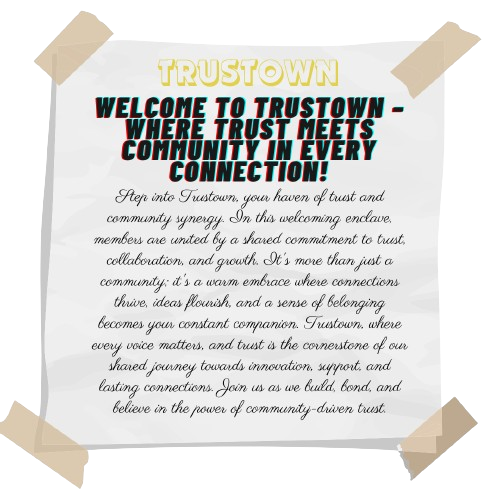 TRUSTOWN
WELCOME TO TRUSTOWN -
WHERE TRUST MEETS
COMMUNITY IN EVERY
CONNECTION!
Step into Trustown, your haven of trust and
community synergy. In this welcoming enclave,
members are united by a shared commitment to trust,
collaboration, and growth. It's more than just a
community; it's a warm embrace where connections
thrive, ideas flourish, and a sense of belonging
becomes your constant companion. Trustown, where
every voice matters, and trust is the cornerstone of our
shared journey towards innovation, support, and
lasting connections. Join us as we build, bond, and
believe in the power of community-driven trust.